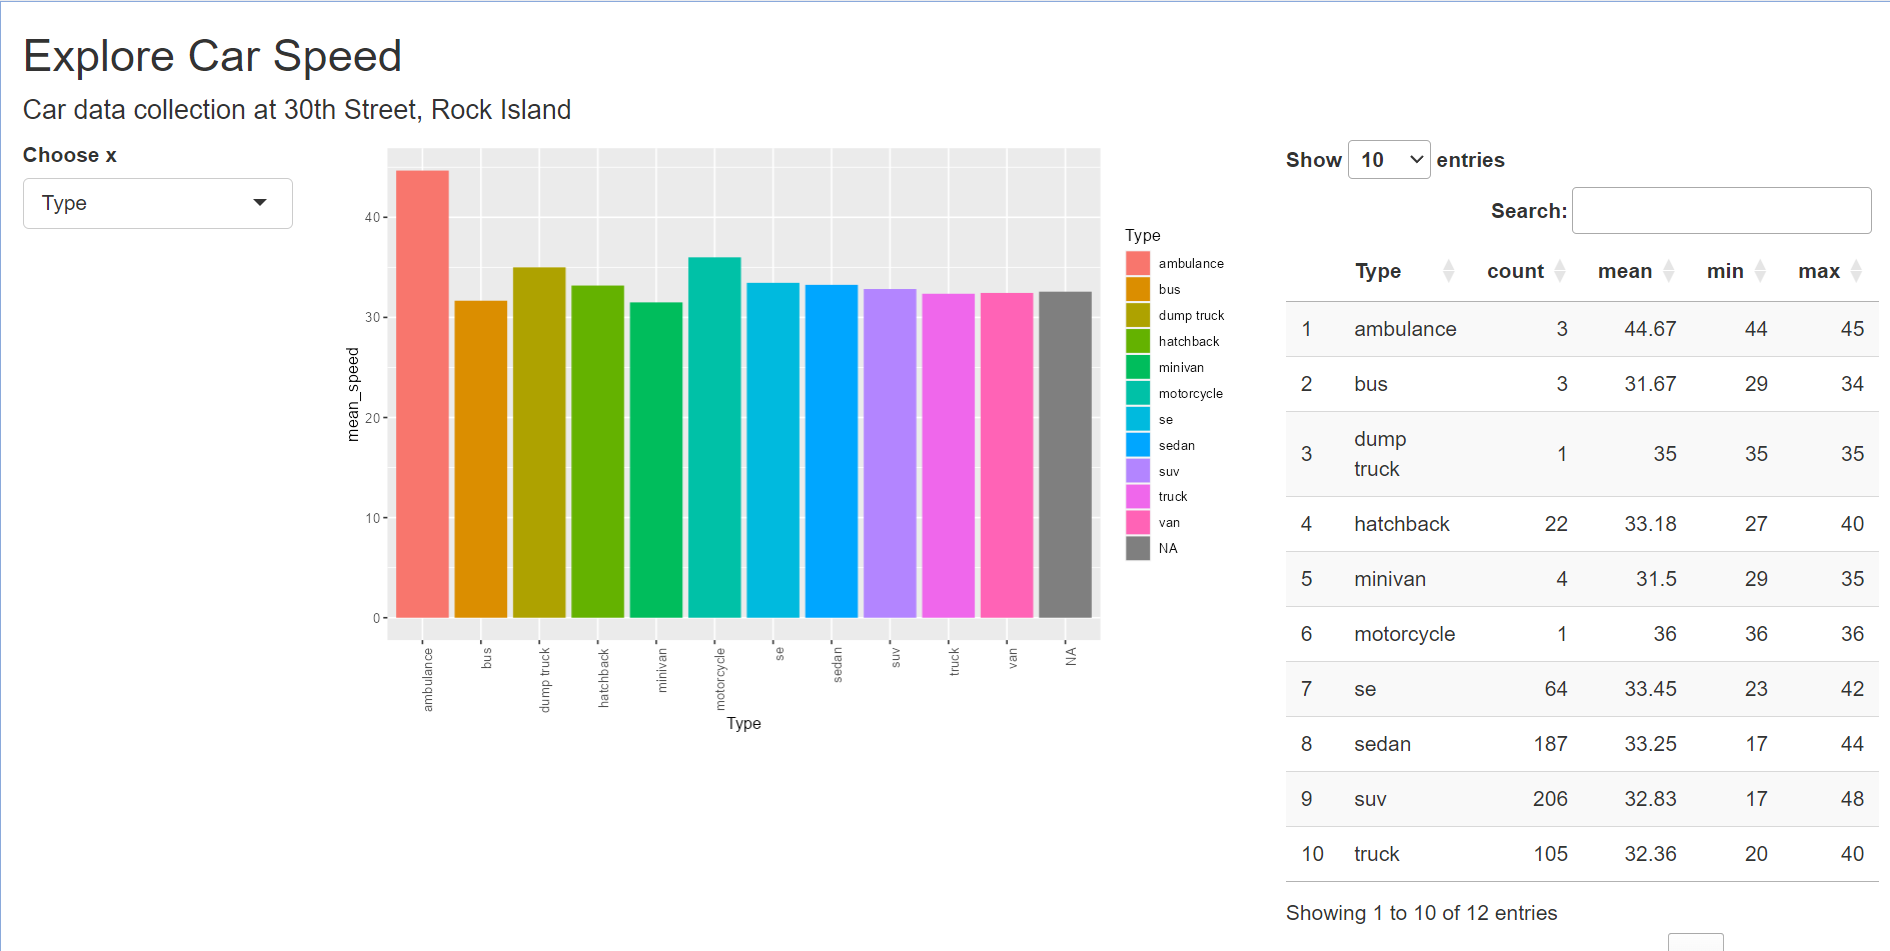 Explore Car Speed
Car data collection at 30th Street, Rock Island
Choose x
Type
mean_speed
40
30
20
10
0
ambulance
bus
dump truck
hatchback
minivan
motorcycle
se
sedan
suv
truck
van
NA
Type
Type
ambulance
bus
dump truck
hatchback
minivan
motorcycle
se
sedan
suv
truck
van
NA
Show 10 entries
Search:
Type count mean min max
1 ambulance 3 44.67 44 45
2 bus 3 31.67 29 34
3 dump truck 1 35 35 35
4 hatchback 22 33.18 27 40
5 minivan 4 31.5 29 35
6 motorcycle 1 36 36 36
7 se 64 33.45 23 42
8 sedan 187 33.25 17 44
9 suv 206 32.83 17 48
10 truck 105 32.36 20 40
Showing 1 to 10 of 12 entries